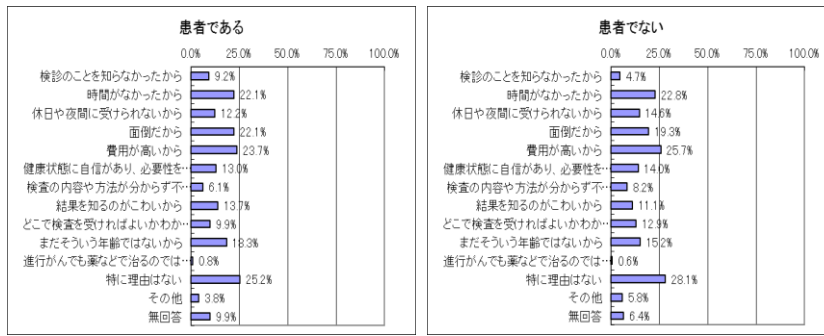 患者である
0.0% 25.0% 50.0% 75.0% 100.0%
検診のことを知らなかったから 9.2%
時間がなかったから 22.1%
休日や夜間に受けられないから 12.2%
面倒だから 22.1%
費用が高いから 23.7%
健康状態に自信があり、必要性を… 13.0%
検査の内容や方法が分からず不… 6.1%
結果を知るのがこわいから 13.7%
どこで検査を受ければよいかわか… 9.9%
まだそういう年齢ではないから 18.3%
進行がんでも薬などで治るのでは… 0.8%
特に理由はない 25.2%
その他 3.8%
無回答 9.9%
患者でない
0.0% 25.0% 50.0% 75.0% 100.0%
検診のことを知らなかったから 4.7%
時間がなかったから 22.8%
休日や夜間に受けられないから 14.6%
面倒だから 19.3%
費用が高いから 25.7%
健康状態に自信があり、必要性を… 14.0%
検査の内容や方法が分からず不… 8.2%
結果を知るのがこわいから 11.1%
どこで検査を受ければよいかわか… 12.9%
まだそういう年齢ではないから 15.2%
進行がんでも薬などで治るのでは… 0.6%
特に理由はない 28.1%
その他 5.8%
無回答 6.4%